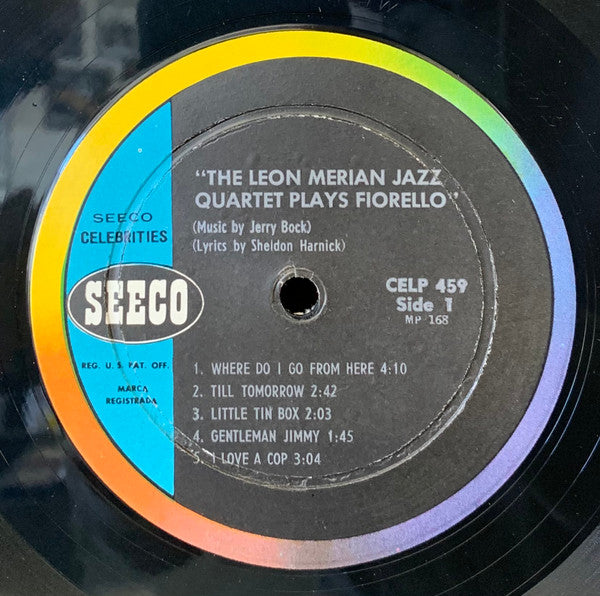 "THE LEON MERIAN JAZZ
QUARTET PLAYS FIORELLO"
(Music by Jerry Bock)
(Lyrics by Sheldon Harnick)
SEECO
CELEBRITIES
SEECO
REG. U. S. PAT. OFF.
MARCA
REGISTRADA
CELP 459
Side 1
MP 168
1. WHERE DO I GO FROM HERE 4:10
2. TILL TOMORROW 2:42
3. LITTLE TIN BOX 2:03
4. GENTLEMAN JIMMY 1:45
5. I LOVE A COP 3:04